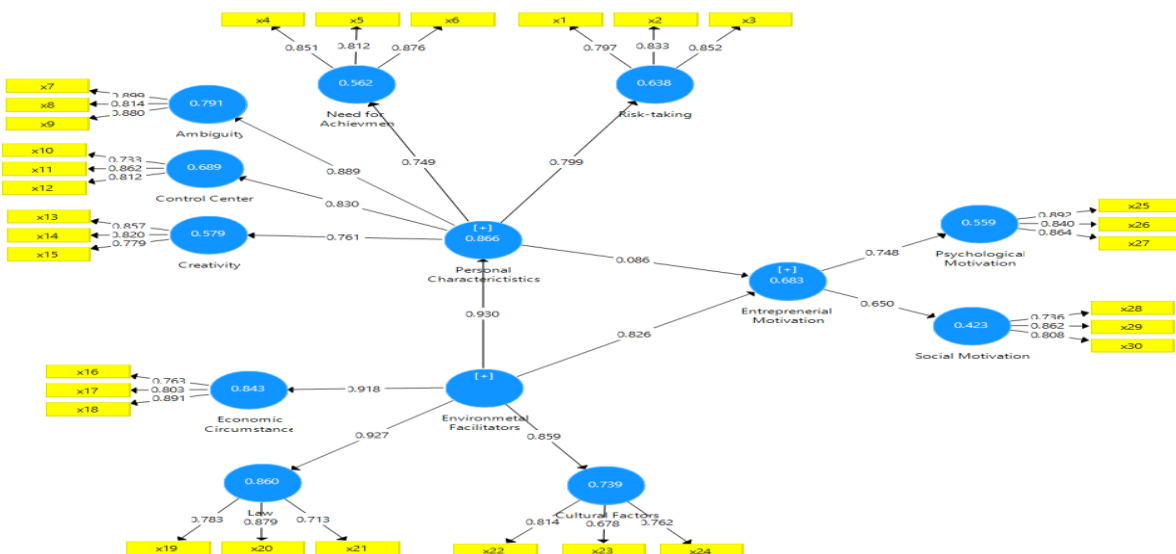 x4
x5
x6
x1
x2
x3
0.851
0.812
0.876
0.797
0.833
0.852
0.562
Need for
Achievmen
0.638
Risk-taking
x7
x8
x9
0.899
0.814
0.880
0.791
Ambiguity
x10
x11
x12
0.733
0.862
0.812
0.689
Control Center
x13
x14
x15
0.857
0.820
0.779
0.579
Creativity
0.749
0.799
0.889
0.830
0.761
[+]
0.866
Personal
Characterictistics
0.086
0.930
0.826
[+]
0.683
Entreprenerial
Motivation
0.748
0.650
0.559
Psychological
Motivation
x25
x26
x27
0.892
0.840
0.864
0.423
Social Motivation
x28
x29
x30
0.736
0.862
0.808
x16
x17
x18
0.763
0.803
0.891
0.843
Economic
Circumstance
0.918
[+]
Environmetal
Facilitators
0.927
0.859
0.860
Law
0.783
0.879
0.713
x19
x20
x21
0.739
Cultural Factors
0.814
0.678
0.762
x22
x23
x24